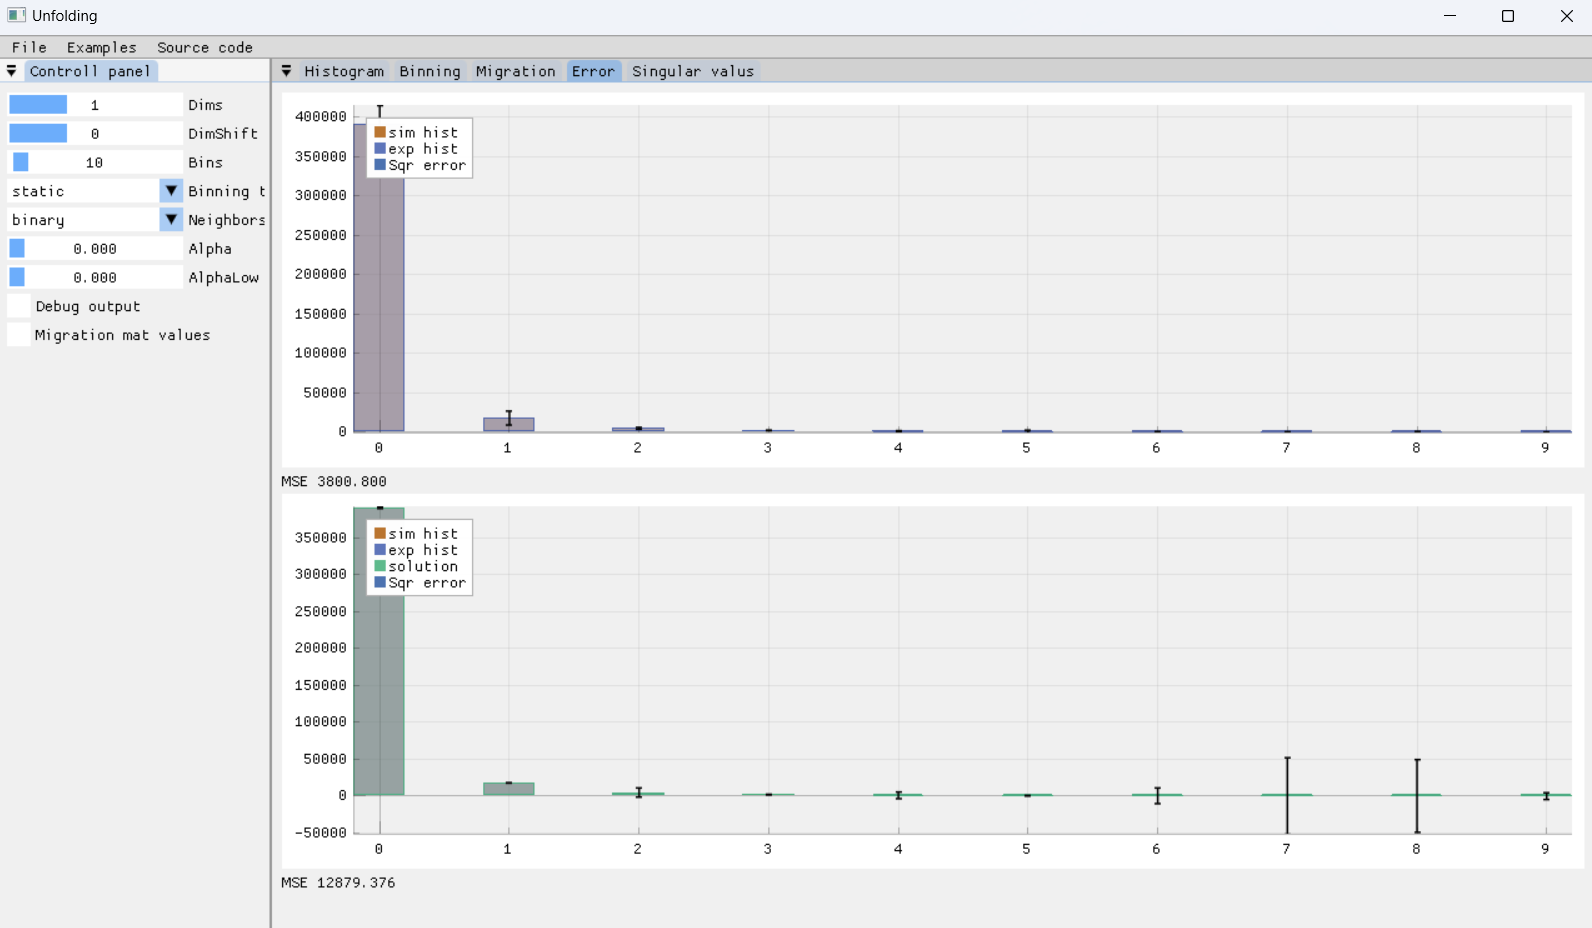 Unfolding
File Examples Source code
Controll panel
1 Dims
0 DimShift
10 Bins
static Binning t
binary Neighbors
0.000 Alpha
0.000 AlphaLow
Debug output
Migration mat values
Histogram Binning Migration Error Singular valus
400000
350000
300000
250000
200000
150000
100000
50000
0
sim hist
exp hist
Sqr error
0 1 2 3 4 5 6 7 8 9
MSE 3800.800
350000
300000
250000
200000
150000
100000
50000
0
-50000
sim hist
exp hist
solution
Sqr error
0 1 2 3 4 5 6 7 8 9
MSE 12879.376